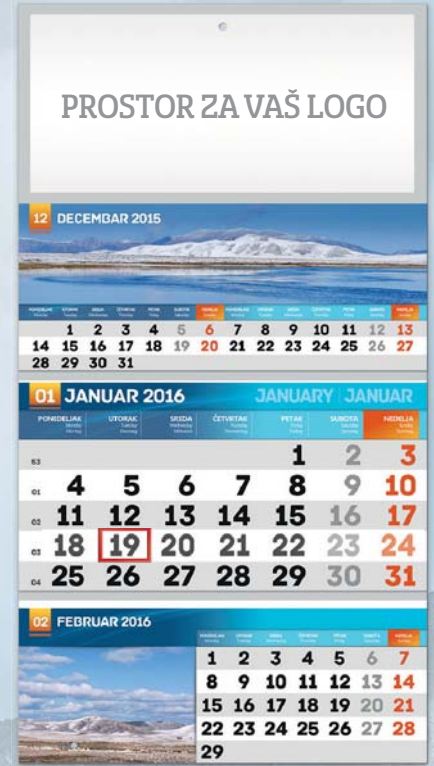 PROSTOR ZA VAŠ LOGO
12 DECEMBAR 2015
1 2 3 4 5 6 7 8 9 10 11 12 13
14 15 16 17 18 19 20 21 22 23 24 25 26 27
28 29 30 31
01 JANUAR 2016 JANUARY JANUAR
PONEDELJAK UTORAK SREDA ČETVRTAK PETAK SUBOTA NEDELJA
53 1 2 3
01 4 5 6 7 8 9 10
02 11 12 13 14 15 16 17
03 18 19 20 21 22 23 24
04 25 26 27 28 29 30 31
02 FEBRUAR 2016
1 2 3 4 5 6 7
8 9 10 11 12 13 14
15 16 17 18 19 20 21
22 23 24 25 26 27 28
29